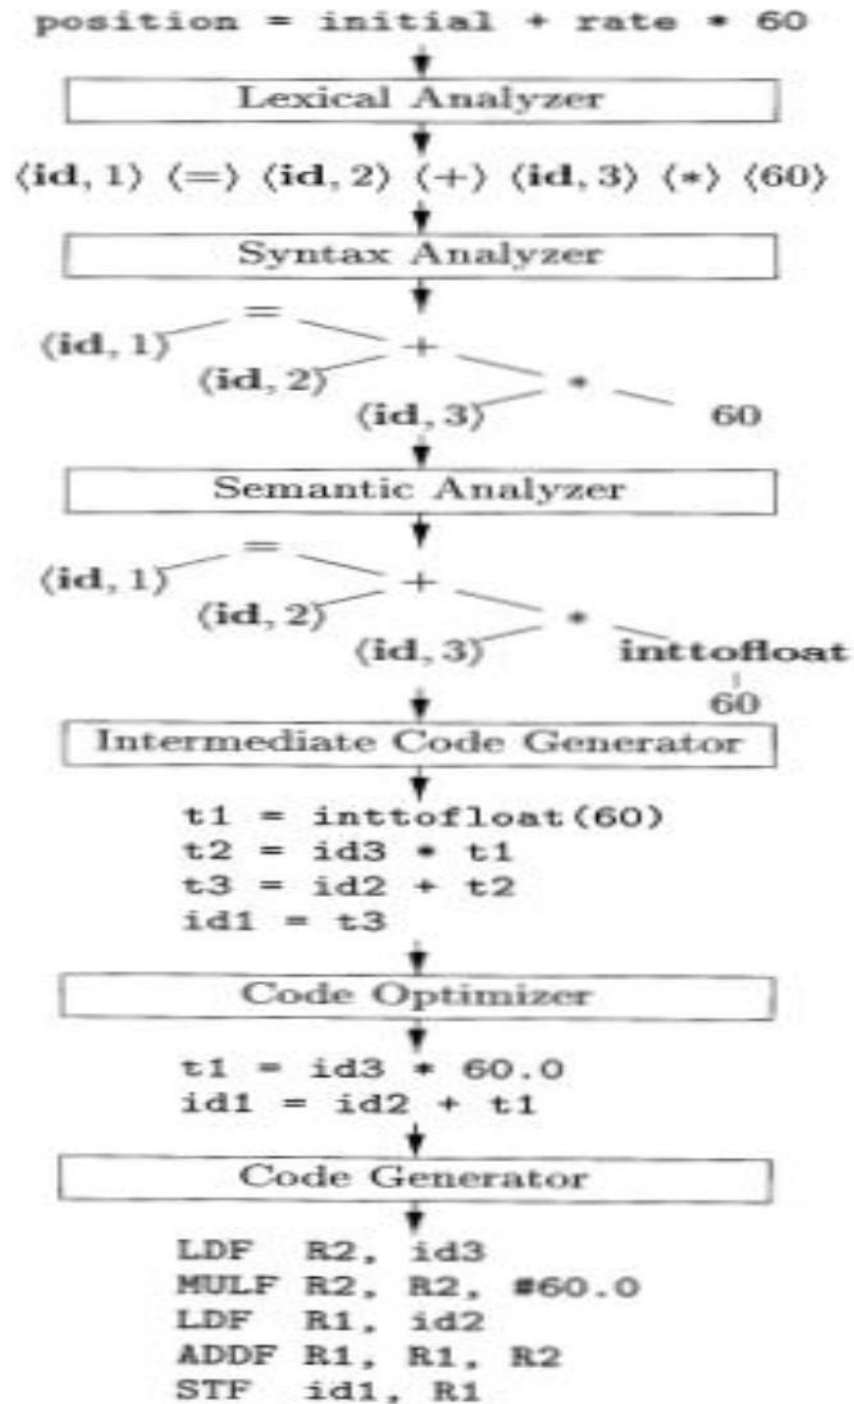 position = initial + rate * 60
Lexical Analyzer
⟨id, 1⟩ ⟨=⟩ ⟨id, 2⟩ ⟨+⟩ ⟨id, 3⟩ ⟨*⟩ ⟨60⟩
Syntax Analyzer
=
⟨id, 1⟩ +
⟨id, 2⟩ *
⟨id, 3⟩ 60
Semantic Analyzer
=
⟨id, 1⟩ +
⟨id, 2⟩ *
⟨id, 3⟩ inttofloat
60
Intermediate Code Generator
t1 = inttofloat(60)
t2 = id3 * t1
t3 = id2 + t2
id1 = t3
Code Optimizer
t1 = id3 * 60.0
id1 = id2 + t1
Code Generator
LDF R2, id3
MULF R2, R2, #60.0
LDF R1, id2
ADDF R1, R1, R2
STF id1, R1